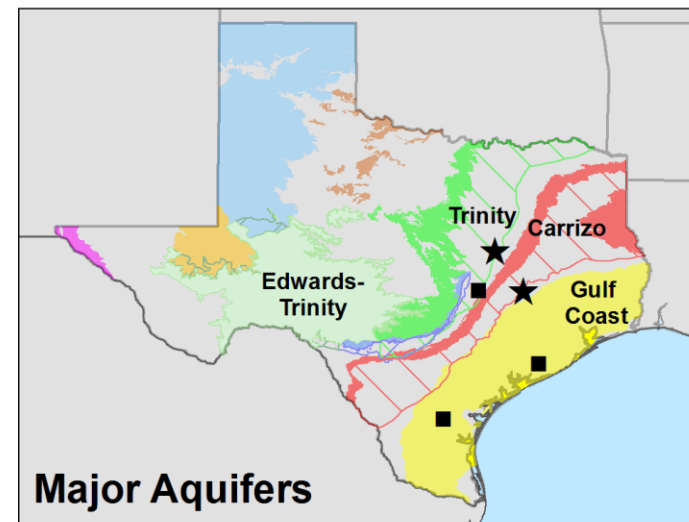 Trinity
Carrizo
Edwards-
Trinity
Gulf
Coast
Major Aquifers